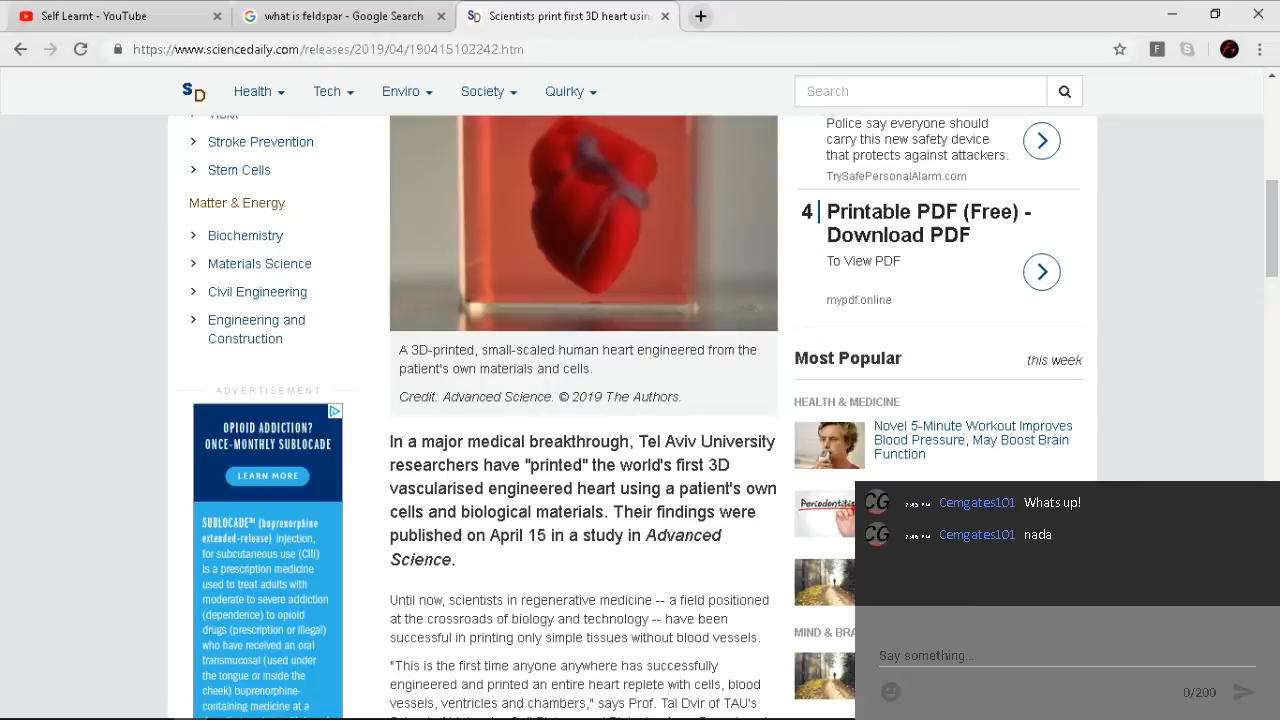 Self Learnt - YouTube
what is feldspar - Google Search
Scientists print first 3D heart usin
https://www.sciencedaily.com/releases/2019/04/190415102242.htm
SD
Health
Tech
Enviro
Society
Quirky
Search
Stroke Prevention
Stem Cells
Matter & Energy
Biochemistry
Materials Science
Civil Engineering
Engineering and
Construction
ADVERTISEMENT
OPIOID ADDICTION?
ONCE-MONTHLY SUBLOCADE
LEARN MORE
SUBLOCADE™ (buprenorphine
extended-release) injection,
for subcutaneous use (CIII)
is a prescription medicine
used to treat adults with
moderate to severe addiction
(dependence) to opioid
drugs (prescription or illegal)
who have received an oral
transmucosal (used under
the tongue or inside the
cheek) buprenorphine-
containing medicine at a
A 3D-printed, small-scaled human heart engineered from the
patient's own materials and cells.
Credit: Advanced Science. © 2019 The Authors.
In a major medical breakthrough, Tel Aviv University
researchers have "printed" the world's first 3D
vascularised engineered heart using a patient's own
cells and biological materials. Their findings were
published on April 15 in a study in Advanced
Science.
Until now, scientists in regenerative medicine -- a field positioned
at the crossroads of biology and technology -- have been
successful in printing only simple tissues without blood vessels.
"This is the first time anyone anywhere has successfully
engineered and printed an entire heart replete with cells, blood
vessels, ventricles and chambers," says Prof. Tal Dvir of TAU's
Police say everyone should
carry this new safety device
that protects against attackers.
TrySafePersonalAlarm.com
4 Printable PDF (Free) -
Download PDF
To View PDF
mypdf.online
Most Popular
this week
HEALTH & MEDICINE
Novel 5-Minute Workout Improves
Blood Pressure, May Boost Brain
Function
Periodontitis
MIND & BRA
CG Cemgates101 Whats up!
CG Cemgates101 nada
Say something...
0/200